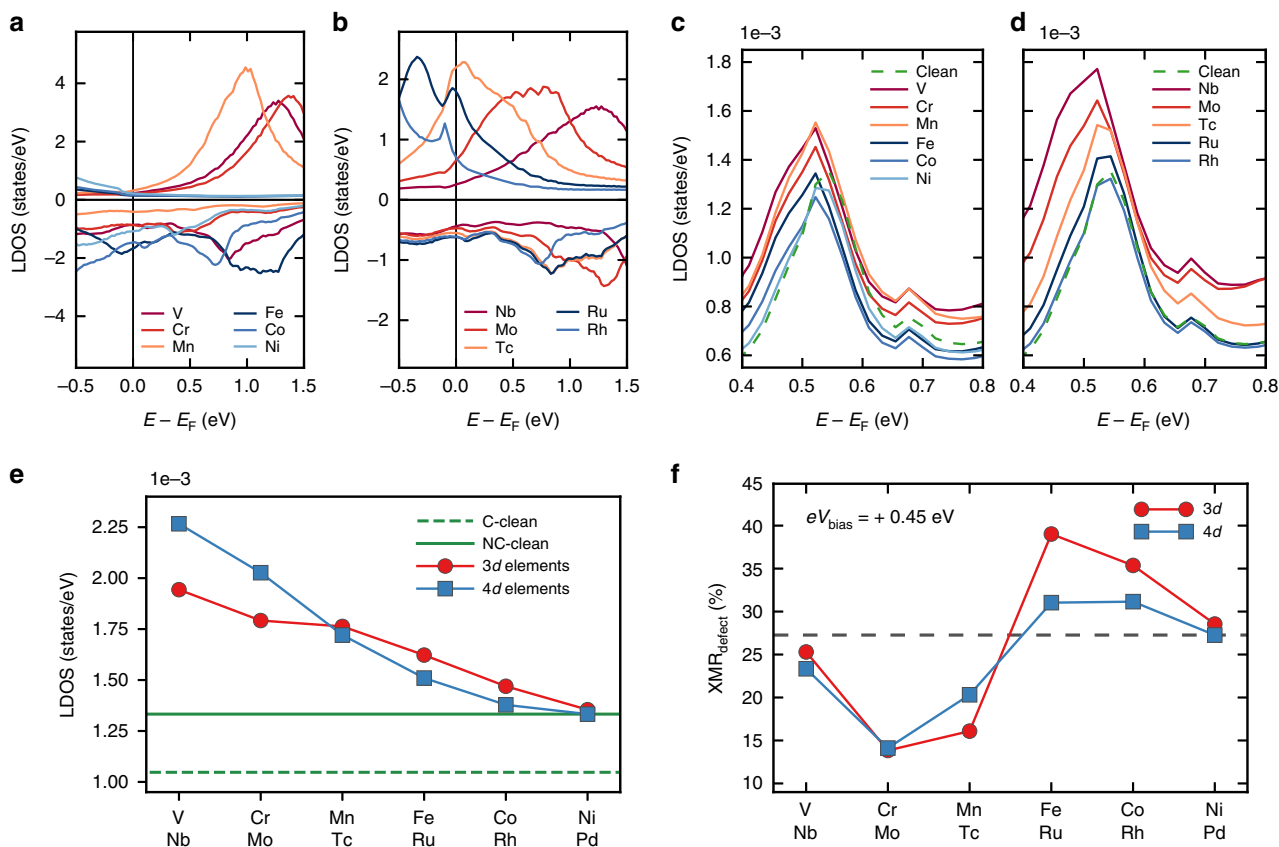 a
4
2
0
−2
−4
LDOS (states/eV)
V
Cr
Mn
Fe
Co
Ni
−0.5
0.0
0.5
1.0
1.5
E − E_F (eV)
b
2
1
0
−1
−2
LDOS (states/eV)
Nb
Mo
Tc
Ru
Rh
−0.5
0.0
0.5
1.0
1.5
E − E_F (eV)
c
1e−3
1.8
1.6
1.4
1.2
1.0
0.8
0.6
LDOS (states/eV)
Clean
V
Cr
Mn
Fe
Co
Ni
0.4
0.5
0.6
0.7
0.8
E − E_F (eV)
d
1e−3
Clean
Nb
Mo
Tc
Ru
Rh
0.4
0.5
0.6
0.7
0.8
E − E_F (eV)
e
1e−3
2.25
2.00
1.75
1.50
1.25
1.00
LDOS (states/eV)
C-clean
NC-clean
3d elements
4d elements
V Cr Mn Fe Co Ni
Nb Mo Tc Ru Rh Pd
f
45
40
35
30
25
20
15
10
XMR_defect (%)
eV_bias = + 0.45 eV
3d
4d
V Cr Mn Fe Co Ni
Nb Mo Tc Ru Rh Pd